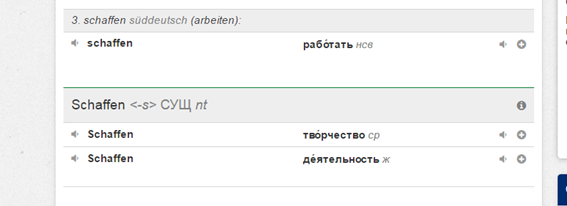 3. schaffen süddeutsch (arbeiten):
schaffen рабо́тать нсв
Schaffen <-s> СУЩ nt
Schaffen тво́рчество ср
Schaffen де́ятельность ж